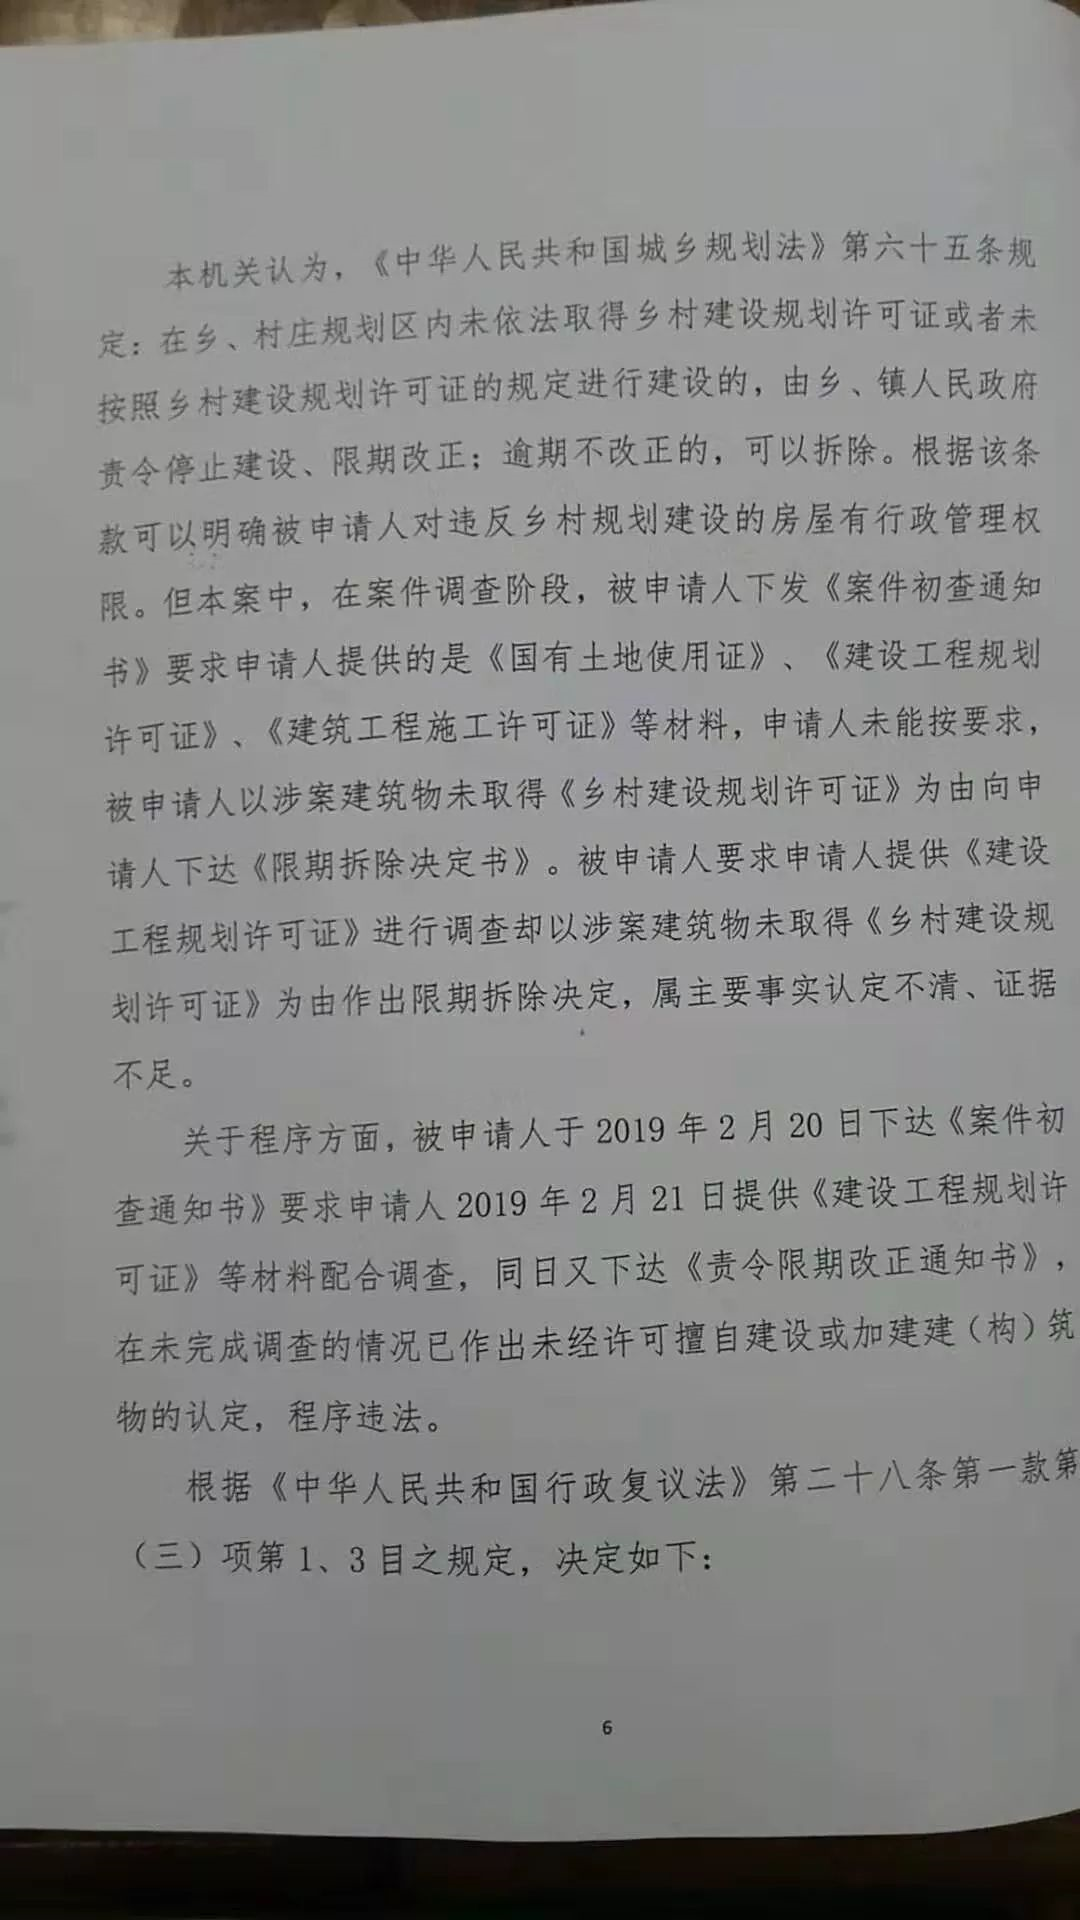 本机关认为，《中华人民共和国城乡规划法》第六十五条规
定：在乡、村庄规划区内未依法取得乡村建设规划许可证或者未
按照乡村建设规划许可证的规定进行建设的，由乡、镇人民政府
责令停止建设、限期改正；逾期不改正的，可以拆除。根据该条
款可以明确被申请人对违反乡村规划建设的房屋有行政管理权
限。但本案中，在案件调查阶段，被申请人下发《案件初查通知
书》要求申请人提供的是《国有土地使用证》、《建设工程规划
许可证》、《建筑工程施工许可证》等材料，申请人未能按要求，
被申请人以涉案建筑物未取得《乡村建设规划许可证》为由向申
请人下达《限期拆除决定书》。被申请人要求申请人提供《建设
工程规划许可证》进行调查却以涉案建筑物未取得《乡村建设规
划许可证》为由作出限期拆除决定，属主要事实认定不清、证据
不足。
关于程序方面，被申请人于 2019 年 2 月 20 日下达《案件初
查通知书》要求申请人 2019 年 2 月 21 日提供《建设工程规划许
可证》等材料配合调查，同日又下达《责令限期改正通知书》，
在未完成调查的情况已作出未经许可擅自建设或加建建（构）筑
物的认定，程序违法。
根据《中华人民共和国行政复议法》第二十八条第一款第
（三）项第 1、3 目之规定，决定如下：
6